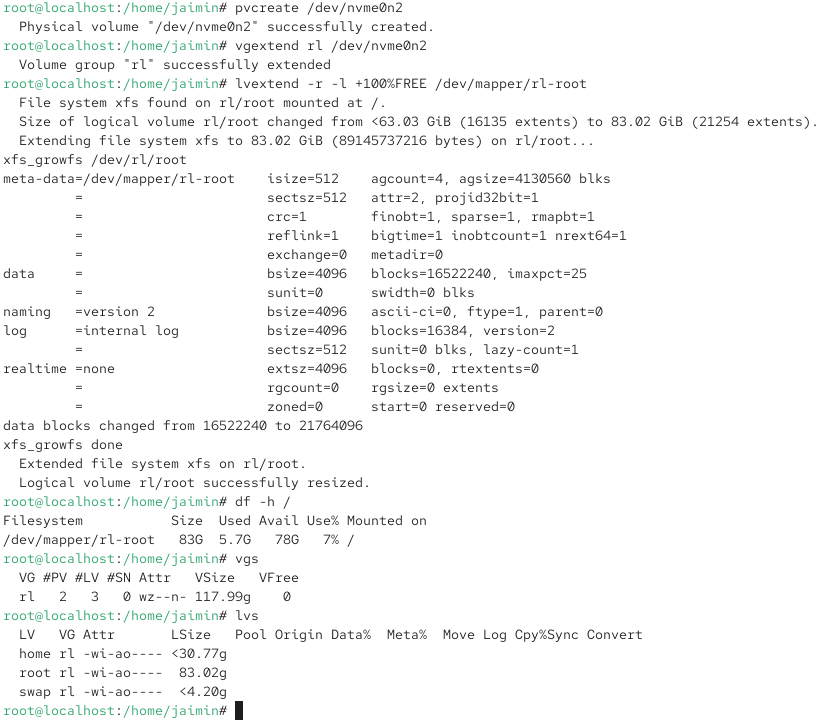 root@localhost:/home/jaimin# pvcreate /dev/nvme0n2
  Physical volume "/dev/nvme0n2" successfully created.
root@localhost:/home/jaimin# vgextend rl /dev/nvme0n2
  Volume group "rl" successfully extended
root@localhost:/home/jaimin# lvextend -r -l +100%FREE /dev/mapper/rl-root
  File system xfs found on rl/root mounted at /.
  Size of logical volume rl/root changed from <63.03 GiB (16135 extents) to 83.02 GiB (21254 extents).
  Extending file system xfs to 83.02 GiB (89145737216 bytes) on rl/root...
xfs_growfs /dev/rl/root
meta-data=/dev/mapper/rl-root    isize=512    agcount=4, agsize=4130560 blks
         =                       sectsz=512   attr=2, projid32bit=1
         =                       crc=1        finobt=1, sparse=1, rmapbt=1
         =                       reflink=1    bigtime=1 inobtcount=1 nrext64=1
         =                       exchange=0   metadir=0
data     =                       bsize=4096   blocks=16522240, imaxpct=25
         =                       sunit=0      swidth=0 blks
naming   =version 2              bsize=4096   ascii-ci=0, ftype=1, parent=0
log      =internal log           bsize=4096   blocks=16384, version=2
         =                       sectsz=512   sunit=0 blks, lazy-count=1
realtime =none                   extsz=4096   blocks=0, rtextents=0
         =                       rgcount=0    rgsize=0 extents
         =                       zoned=0      start=0 reserved=0
data blocks changed from 16522240 to 21764096
xfs_growfs done
  Extended file system xfs on rl/root.
  Logical volume rl/root successfully resized.
root@localhost:/home/jaimin# df -h /
Filesystem           Size  Used Avail Use% Mounted on
/dev/mapper/rl-root   83G  5.7G   78G   7% /
root@localhost:/home/jaimin# vgs
  VG #PV #LV #SN Attr   VSize   VFree
  rl   2   3   0 wz--n- 117.99g    0
root@localhost:/home/jaimin# lvs
  LV   VG Attr       LSize   Pool Origin Data%  Meta%  Move Log Cpy%Sync Convert
  home rl -wi-ao---- <30.77g
  root rl -wi-ao----  83.02g
  swap rl -wi-ao----  <4.20g
root@localhost:/home/jaimin#